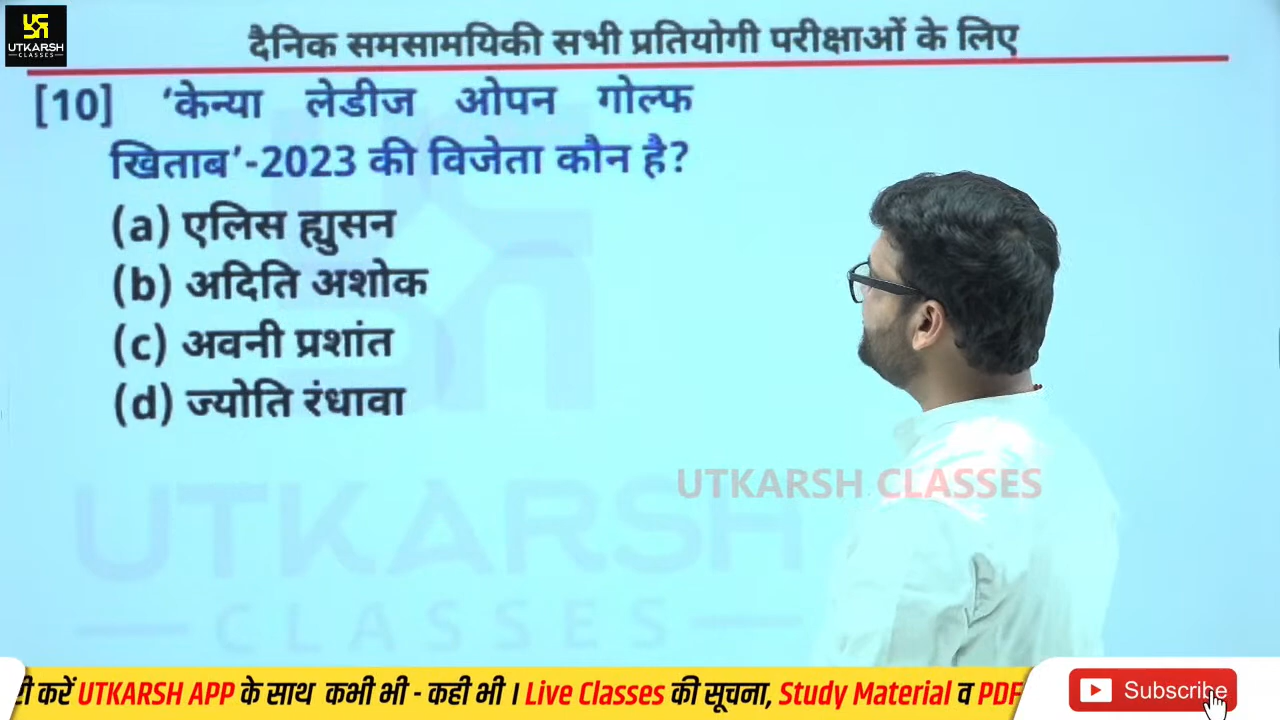 UTKARSH
CLASSES
दैनिक समसामयिकी सभी प्रतियोगी परीक्षाओं के लिए
[10] ‘केन्या लेडीज ओपन गोल्फ
खिताब’-2023 की विजेता कौन है?
(a) एलिस ह्युसन
(b) अदिति अशोक
(c) अवनी प्रशांत
(d) ज्योति रंधावा
UTKARSH CLASSES
UTKARSH
CLASSES
करें UTKARSH APP के साथ कभी भी - कही भी । Live Classes की सूचना, Study Material व PDF
Subscribe